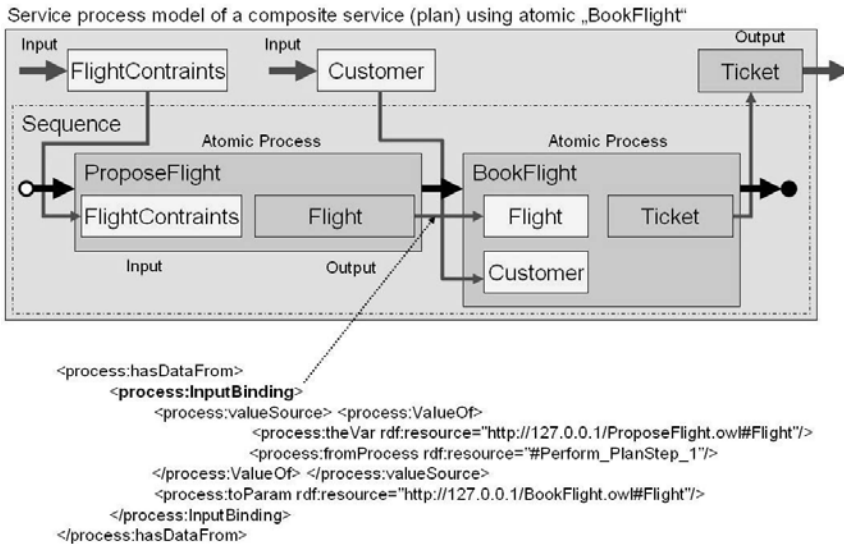 Service process model of a composite service (plan) using atomic „BookFlight“
Input
Input
Output
FlightContraints
Customer
Ticket
Sequence
Atomic Process
Atomic Process
ProposeFlight
BookFlight
FlightContraints
Flight
Flight
Ticket
Input
Output
Customer
<process:hasDataFrom>
<process:InputBinding>
<process:valueSource> <process:ValueOf>
<process:theVar rdf:resource="http://127.0.0.1/ProposeFlight.owl#Flight"/>
<process:fromProcess rdf:resource="#Perform_PlanStep_1"/>
</process:ValueOf> </process:valueSource>
<process:toParam rdf:resource="http://127.0.0.1/BookFlight.owl#Flight"/>
</process:InputBinding>
</process:hasDataFrom>